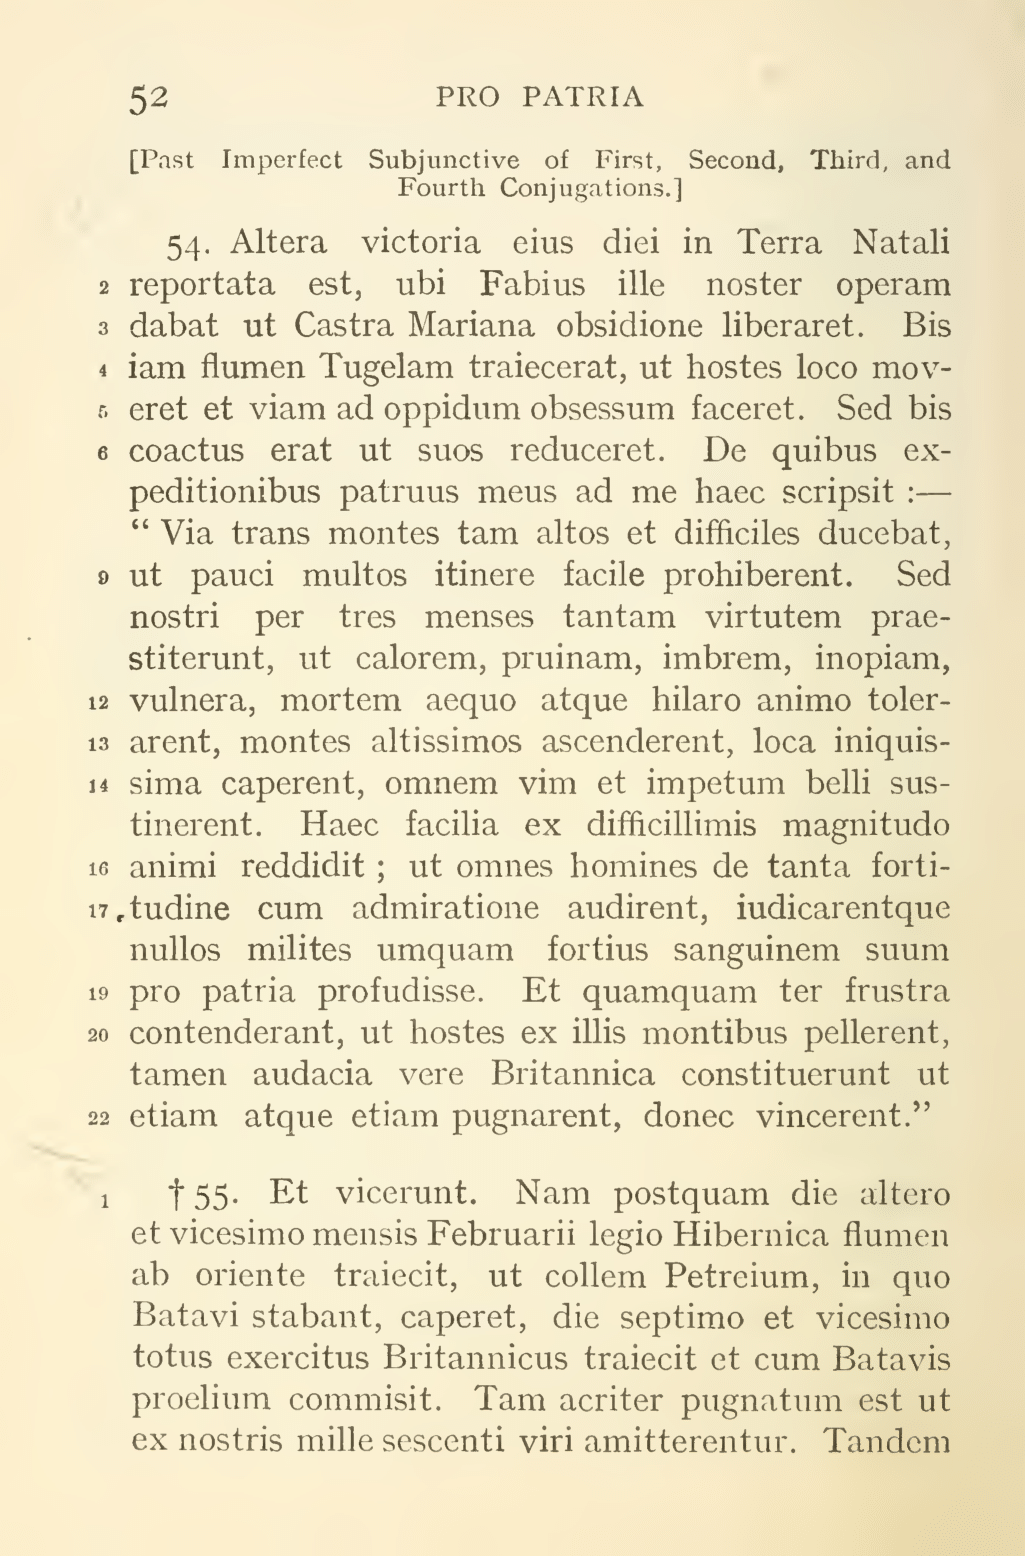 52 PRO PATRIA
[Past Imperfect Subjunctive of First, Second, Third, and
Fourth Conjugations.]
54. Altera victoria eius diei in Terra Natali
2 reportata est, ubi Fabius ille noster operam
3 dabat ut Castra Mariana obsidione liberaret. Bis
4 iam flumen Tugelam traiecerat, ut hostes loco mov-
5 eret et viam ad oppidum obsessum faceret. Sed bis
6 coactus erat ut suos reduceret. De quibus ex-
peditionibus patruus meus ad me haec scripsit :—
“ Via trans montes tam altos et difficiles ducebat,
9 ut pauci multos itinere facile prohiberent. Sed
nostri per tres menses tantam virtutem prae-
stiterunt, ut calorem, pruinam, imbrem, inopiam,
12 vulnera, mortem aequo atque hilaro animo toler-
13 arent, montes altissimos ascenderent, loca iniquis-
14 sima caperent, omnem vim et impetum belli sus-
tinerent. Haec facilia ex difficillimis magnitudo
16 animi reddidit ; ut omnes homines de tanta forti-
17 tudine cum admiratione audirent, iudicarentque
nullos milites umquam fortius sanguinem suum
19 pro patria profudisse. Et quamquam ter frustra
20 contenderant, ut hostes ex illis montibus pellerent,
tamen audacia vere Britannica constituerunt ut
22 etiam atque etiam pugnarent, donec vincerent.”
1 † 55. Et vicerunt. Nam postquam die altero
et vicesimo mensis Februarii legio Hibernica flumen
ab oriente traiecit, ut collem Petreium, in quo
Batavi stabant, caperet, die septimo et vicesimo
totus exercitus Britannicus traiecit et cum Batavis
proelium commisit. Tam acriter pugnatum est ut
ex nostris mille sescenti viri amitterentur. Tandem